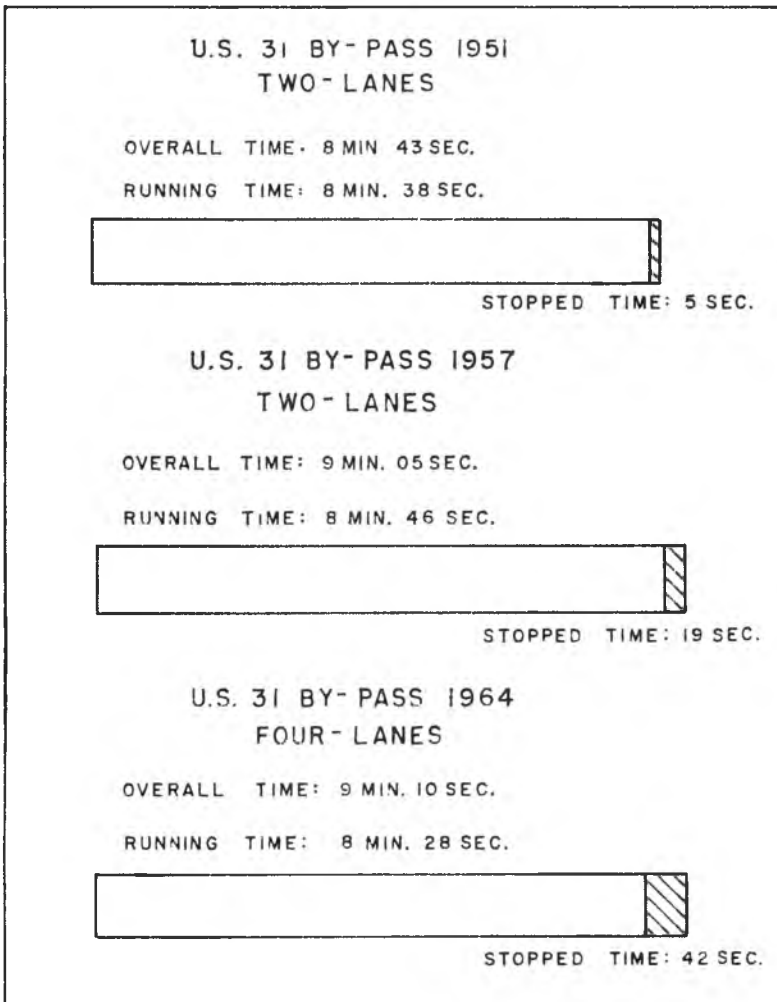 U.S. 31 BY-PASS 1951
TWO-LANES
OVERALL TIME. 8 MIN 43 SEC.
RUNNING TIME: 8 MIN. 38 SEC.
STOPPED TIME: 5 SEC.
U.S. 31 BY-PASS 1957
TWO-LANES
OVERALL TIME: 9 MIN. 05 SEC.
RUNNING TIME: 8 MIN. 46 SEC.
STOPPED TIME: 19 SEC.
U.S. 31 BY-PASS 1964
FOUR-LANES
OVERALL TIME: 9 MIN. 10 SEC.
RUNNING TIME: 8 MIN. 28 SEC.
STOPPED TIME: 42 SEC.